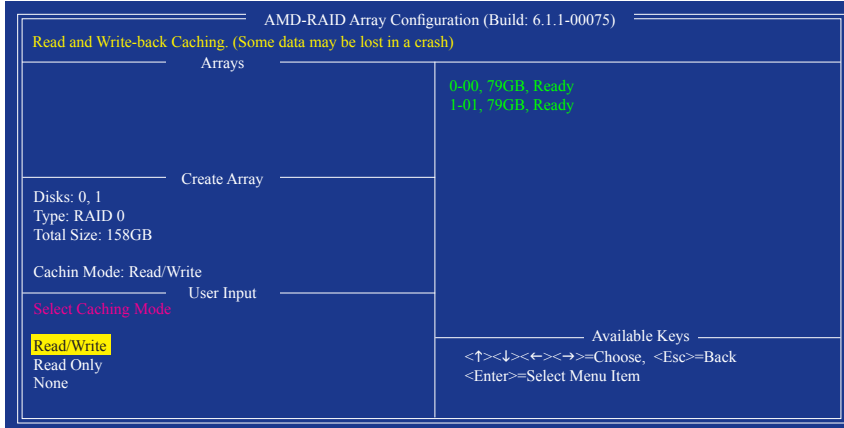 AMD-RAID Array Configuration (Build: 6.1.1-00075)
Read and Write-back Caching. (Some data may be lost in a crash)
Arrays
0-00, 79GB, Ready
1-01, 79GB, Ready
Create Array
Disks: 0, 1
Type: RAID 0
Total Size: 158GB
Cachin Mode: Read/Write
User Input
Select Caching Mode
Read/Write
Read Only
None
Available Keys
<↑><↓><←><→>=Choose, <Esc>=Back
<Enter>=Select Menu Item